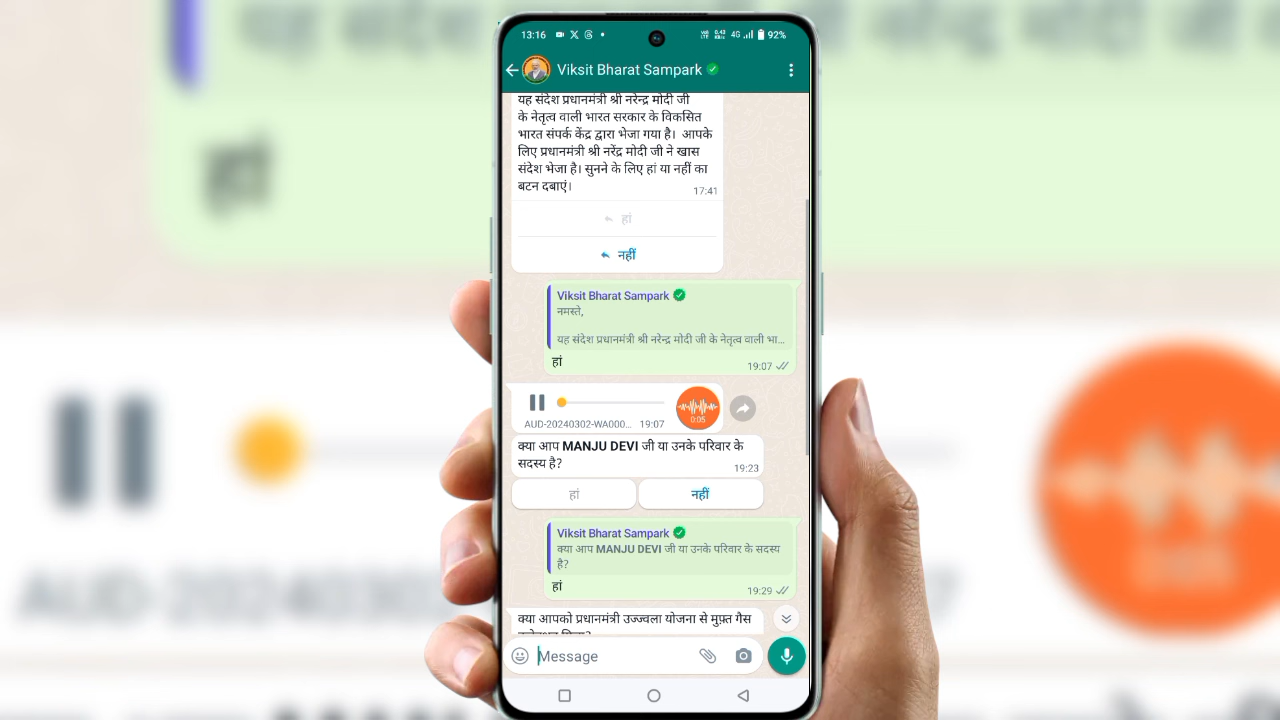 13:16
4G
92%
Viksit Bharat Sampark
यह संदेश प्रधानमंत्री श्री नरेन्द्र मोदी जी
के नेतृत्व वाली भारत सरकार के विकसित
भारत संपर्क केंद्र द्वारा भेजा गया है। आपके
लिए प्रधानमंत्री श्री नरेंद्र मोदी जी ने खास
संदेश भेजा है। सुनने के लिए हां या नहीं का
बटन दबाएं।
17:41
हां
नहीं
Viksit Bharat Sampark
नमस्ते,
यह संदेश प्रधानमंत्री श्री नरेन्द्र मोदी जी के नेतृत्व वाली भा...
हां
19:07
0:05
AUD-20240302-WA000...
19:07
क्या आप MANJU DEVI जी या उनके परिवार के
सदस्य है?
19:23
हां
नहीं
Viksit Bharat Sampark
क्या आप MANJU DEVI जी या उनके परिवार के सदस्य
है?
हां
19:29
क्या आपको प्रधानमंत्री उज्ज्वला योजना से मुफ़्त गैस
Message